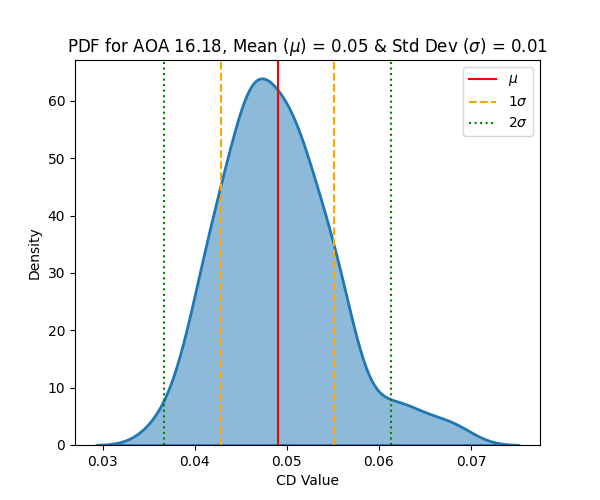 PDF for AOA 16.18, Mean (μ) = 0.05 & Std Dev (σ) = 0.01
μ
1σ
2σ
Density
60
50
40
30
20
10
0
0.03 0.04 0.05 0.06 0.07
CD Value